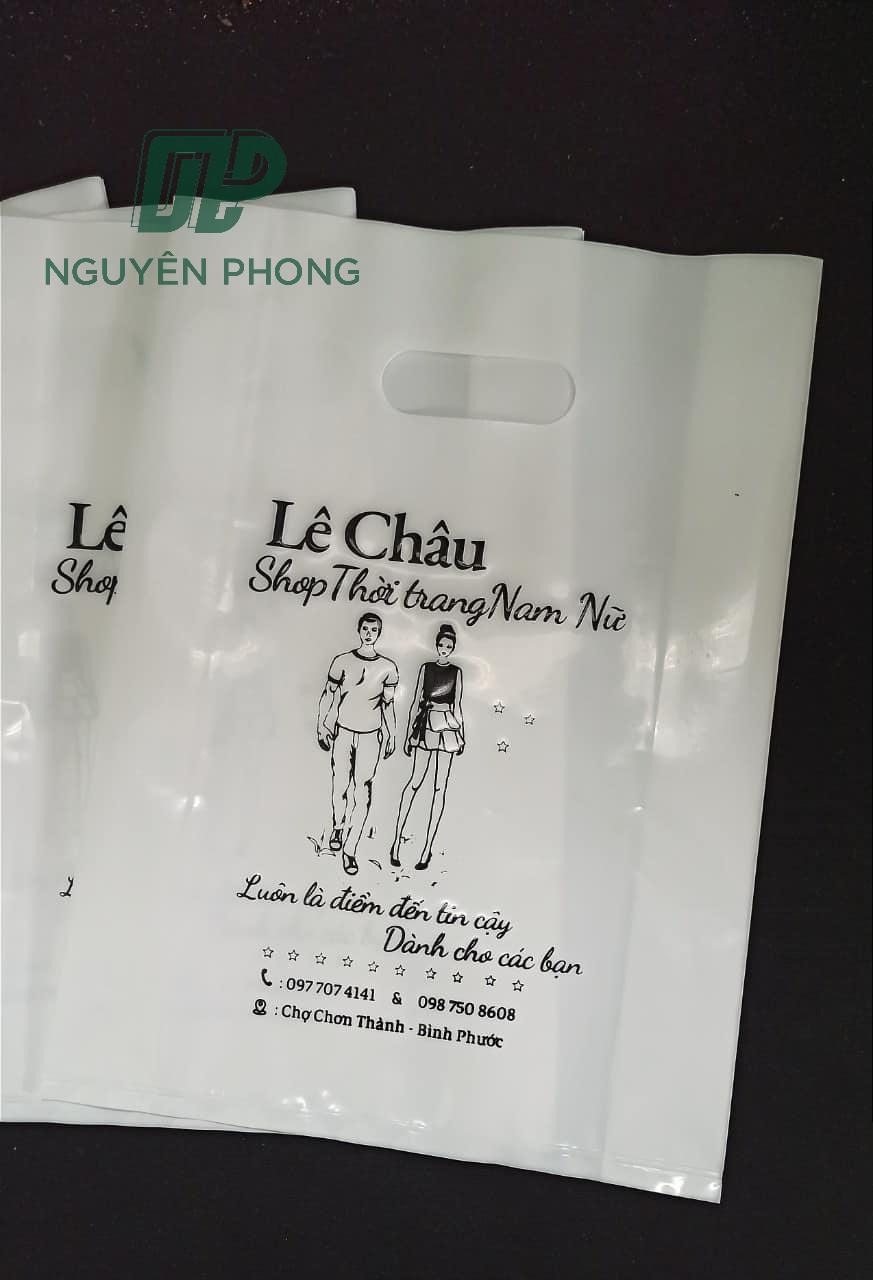 NGUYÊN PHONG
Lê
Shop
Lê Châu
Shop Thời trang Nam Nữ
Luôn là điểm đến tin cậy
Dành cho các bạn
: 097 707 4141 & 098 750 8608
: Chợ Chơn Thành - Bình Phước
L